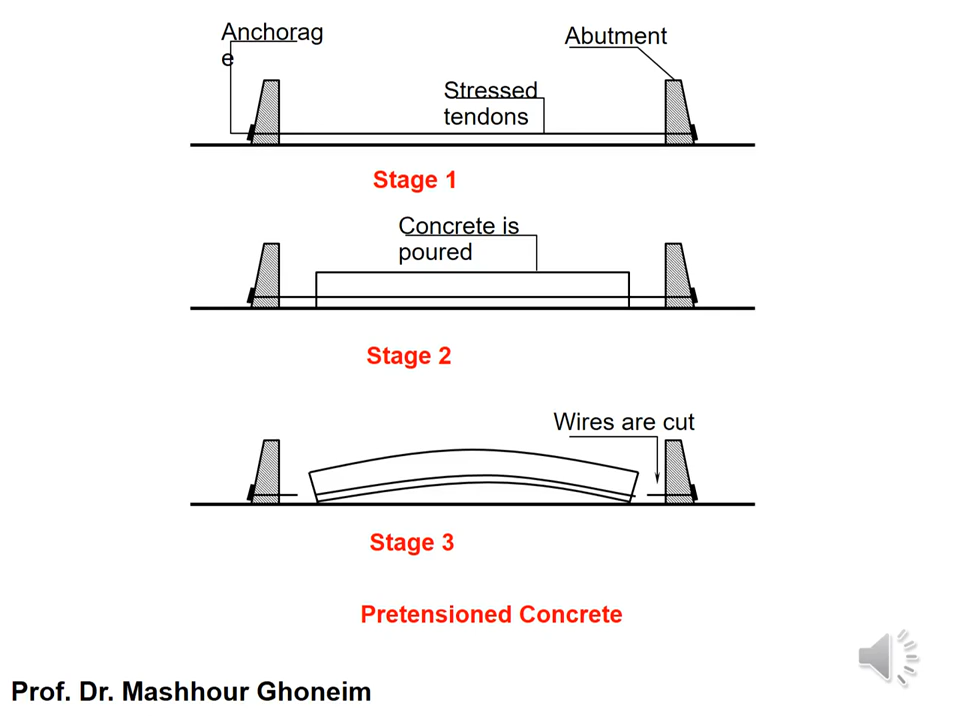 Anchorag
e
Abutment
Stressed
tendons
Stage 1
Concrete is
poured
Stage 2
Wires are cut
Stage 3
Pretensioned Concrete
Prof. Dr. Mashhour Ghoneim